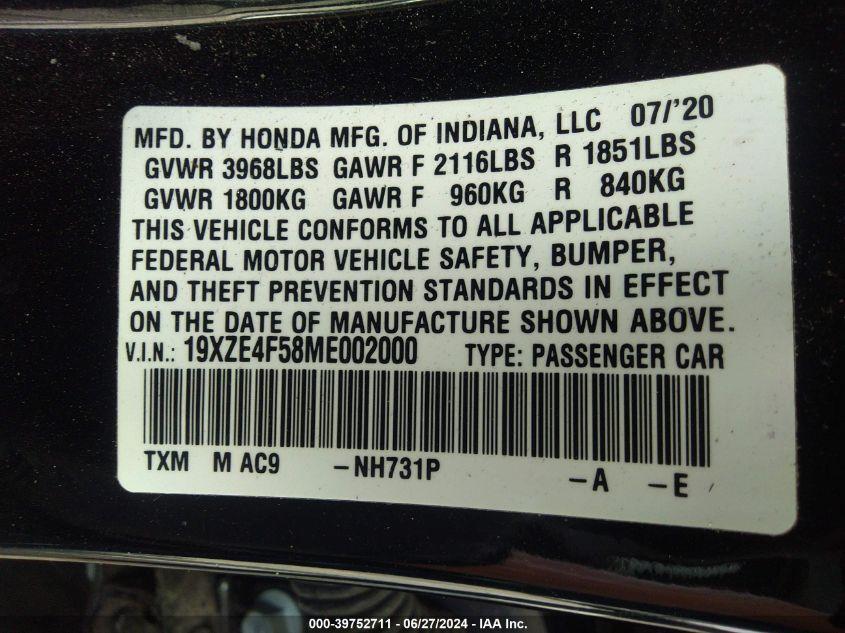 MFD. BY HONDA MFG. OF INDIANA, LLC 07/'20
GVWR 3968LBS GAWR F 2116LBS R 1851LBS
GVWR 1800KG GAWR F 960KG R 840KG
THIS VEHICLE CONFORMS TO ALL APPLICABLE
FEDERAL MOTOR VEHICLE SAFETY, BUMPER,
AND THEFT PREVENTION STANDARDS IN EFFECT
ON THE DATE OF MANUFACTURE SHOWN ABOVE.
V.I.N.: 19XZE4F58ME002000 TYPE: PASSENGER CAR
TXM M AC9 -NH731P -A -E
000-39752711 - 06/27/2024 - IAA Inc.